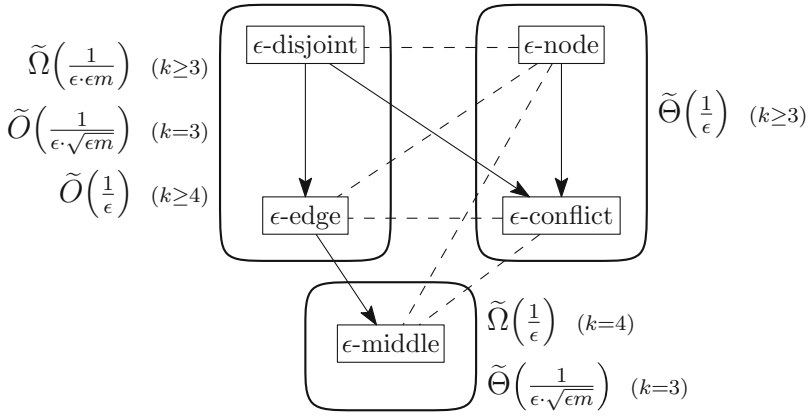 ϵ-disjoint
ϵ-node
Ω̃(1/(ϵ·ϵm)) (k≥3)
Õ(1/(ϵ·√(ϵm))) (k=3)
Õ(1/ϵ) (k≥4)
Θ̃(1/ϵ) (k≥3)
ϵ-edge
ϵ-conflict
ϵ-middle
Ω̃(1/ϵ) (k=4)
Θ̃(1/(ϵ·√(ϵm))) (k=3)